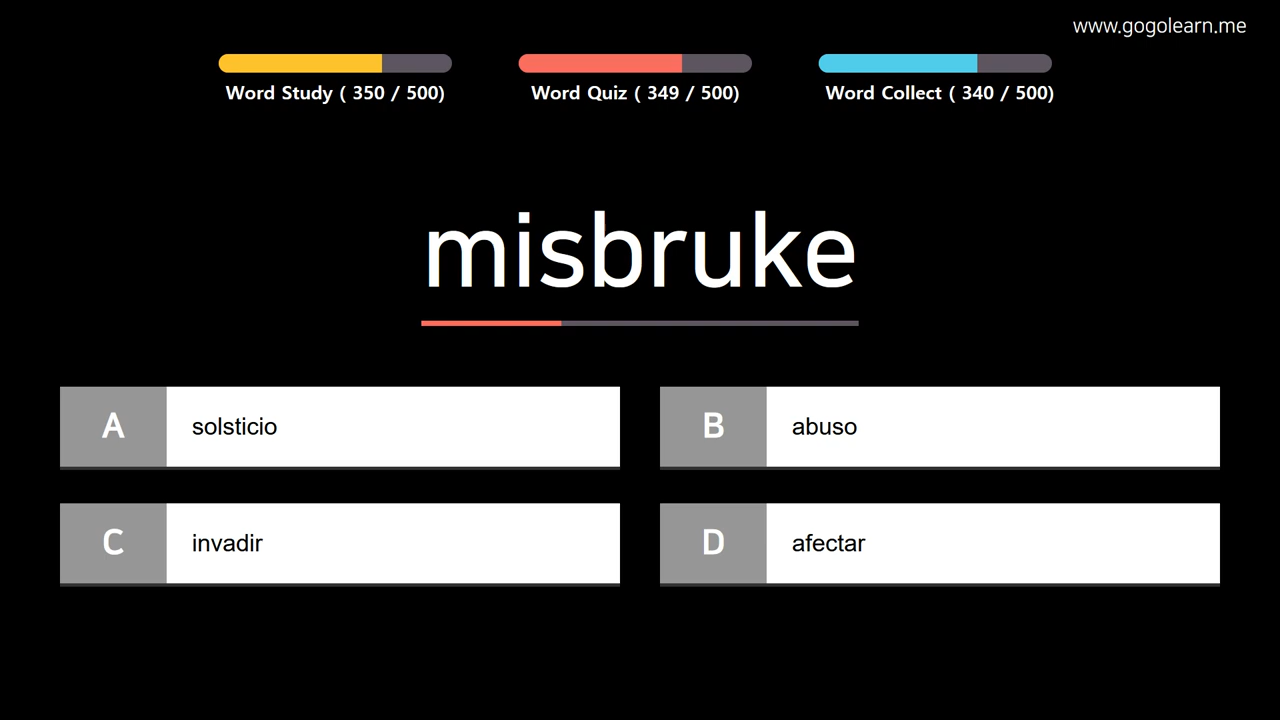 www.gogolearn.me
Word Study ( 350 / 500)
Word Quiz ( 349 / 500)
Word Collect ( 340 / 500)
misbruke
A solsticio
B abuso
C invadir
D afectar